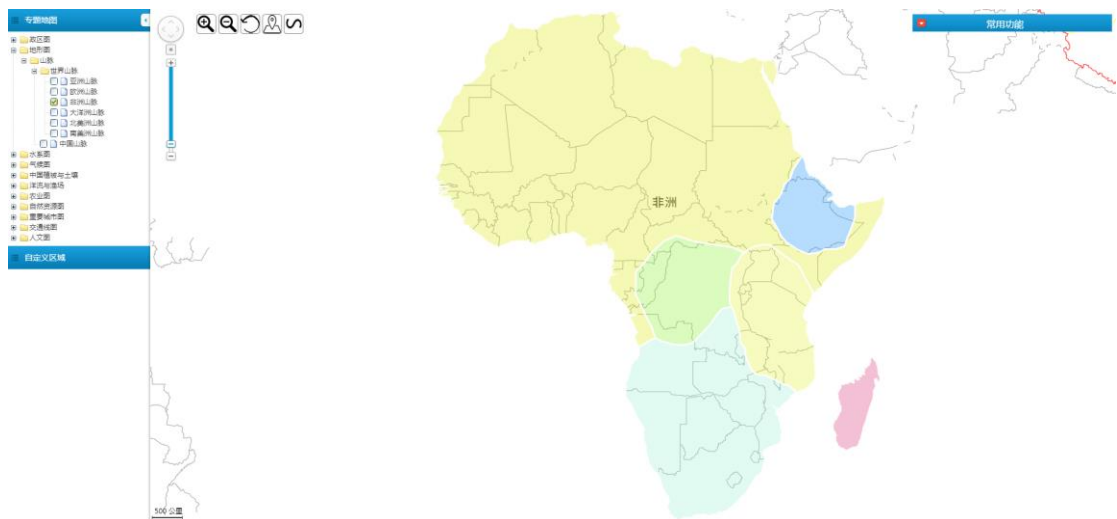 专题地图
政区图
地形图
山脉
世界山脉
亚洲山脉
欧洲山脉
非洲山脉
大洋洲山脉
北美洲山脉
南美洲山脉
中国山脉
水系图
气候图
中国植被与土壤
洋流与渔场
农业图
自然资源图
重要城市图
交通线图
人文图
自定义区域
常用功能
非洲
500 公里